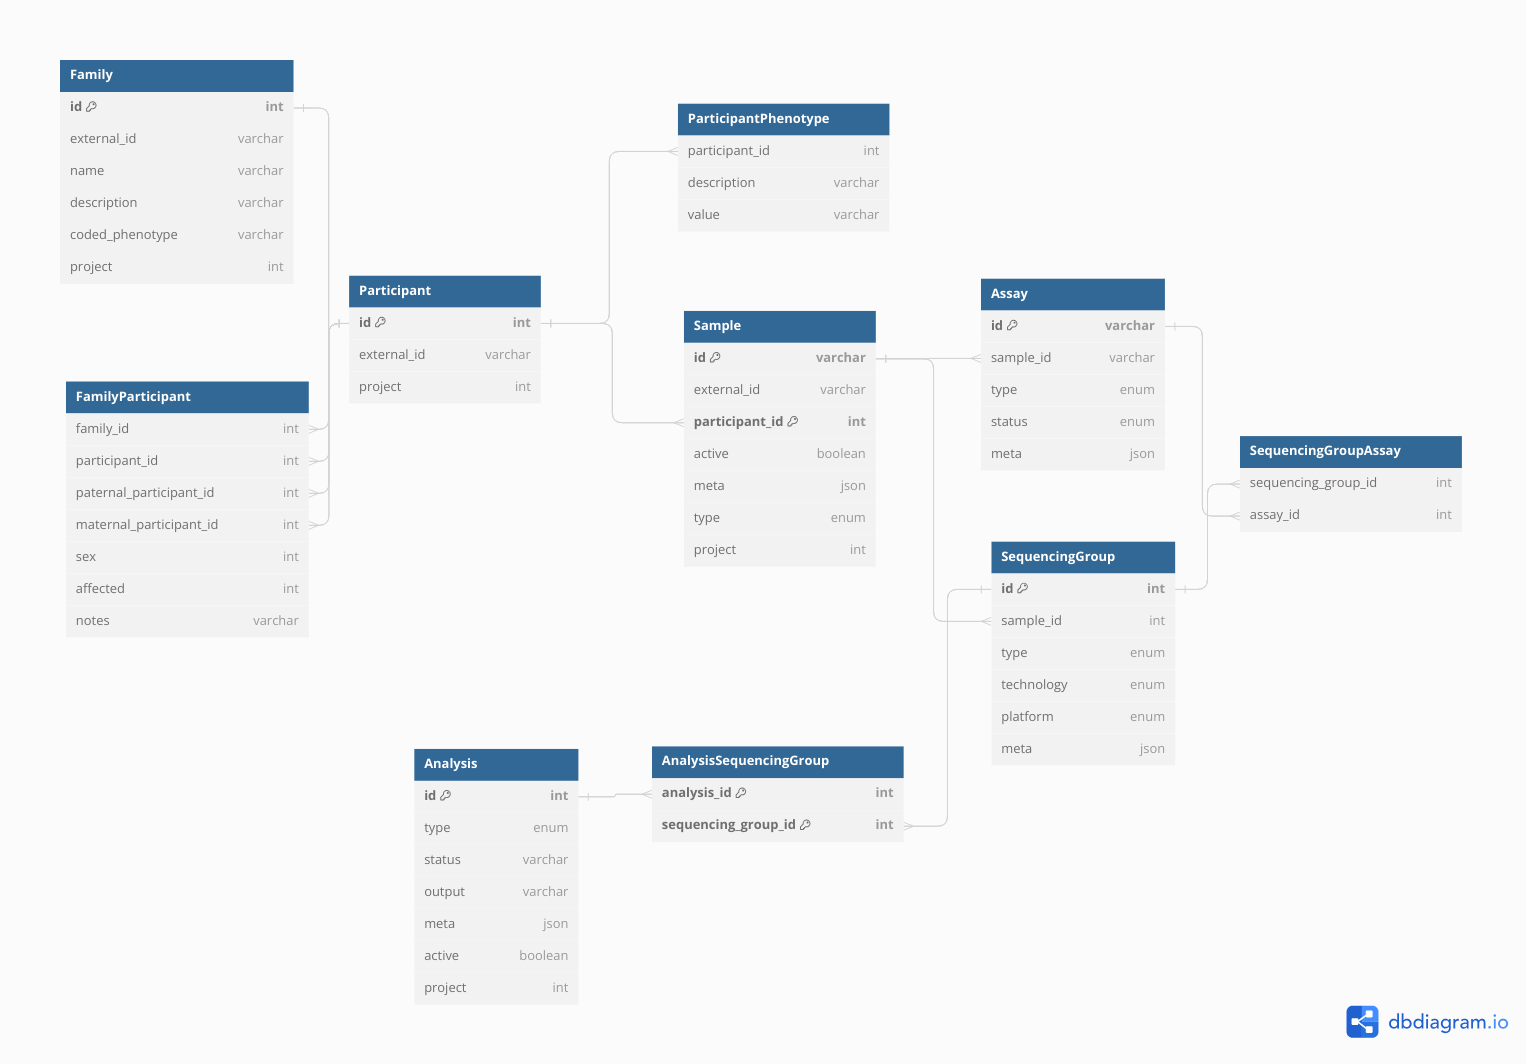 Family
id int
external_id varchar
name varchar
description varchar
coded_phenotype varchar
project int
FamilyParticipant
family_id int
participant_id int
paternal_participant_id int
maternal_participant_id int
sex int
affected int
notes varchar
Participant
id int
external_id varchar
project int
ParticipantPhenotype
participant_id int
description varchar
value varchar
Sample
id varchar
external_id varchar
participant_id int
active boolean
meta json
type enum
project int
Assay
id varchar
sample_id varchar
type enum
status enum
meta json
SequencingGroupAssay
sequencing_group_id int
assay_id int
SequencingGroup
id int
sample_id int
type enum
technology enum
platform enum
meta json
Analysis
id int
type enum
status varchar
output varchar
meta json
active boolean
project int
AnalysisSequencingGroup
analysis_id int
sequencing_group_id int
dbdiagram.io